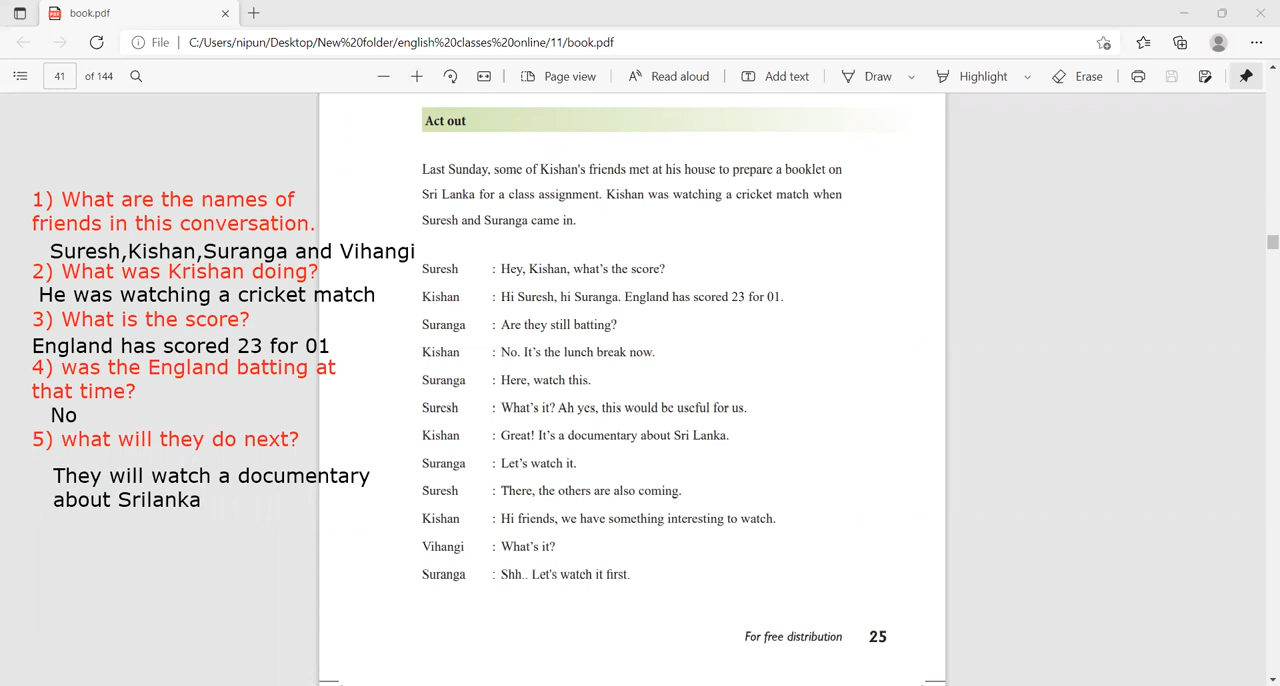 book.pdf
File
C:/Users/nipun/Desktop/New%20folder/english%20classes%20online/11/book.pdf
41 of 144
Page view
Read aloud
Add text
Draw
Highlight
Erase
Act out
Last Sunday, some of Kishan's friends met at his house to prepare a booklet on
Sri Lanka for a class assignment. Kishan was watching a cricket match when
Suresh and Suranga came in.
1) What are the names of
friends in this conversation.
Suresh,Kishan,Suranga and Vihangi
2) What was Krishan doing?
He was watching a cricket match
3) What is the score?
England has scored 23 for 01
4) was the England batting at
that time?
No
5) what will they do next?
They will watch a documentary
about Srilanka
Suresh : Hey, Kishan, what's the score?
Kishan : Hi Suresh, hi Suranga. England has scored 23 for 01.
Suranga : Are they still batting?
Kishan : No. It's the lunch break now.
Suranga : Here, watch this.
Suresh : What's it? Ah yes, this would be useful for us.
Kishan : Great! It's a documentary about Sri Lanka.
Suranga : Let's watch it.
Suresh : There, the others are also coming.
Kishan : Hi friends, we have something interesting to watch.
Vihangi : What's it?
Suranga : Shh.. Let's watch it first.
For free distribution 25